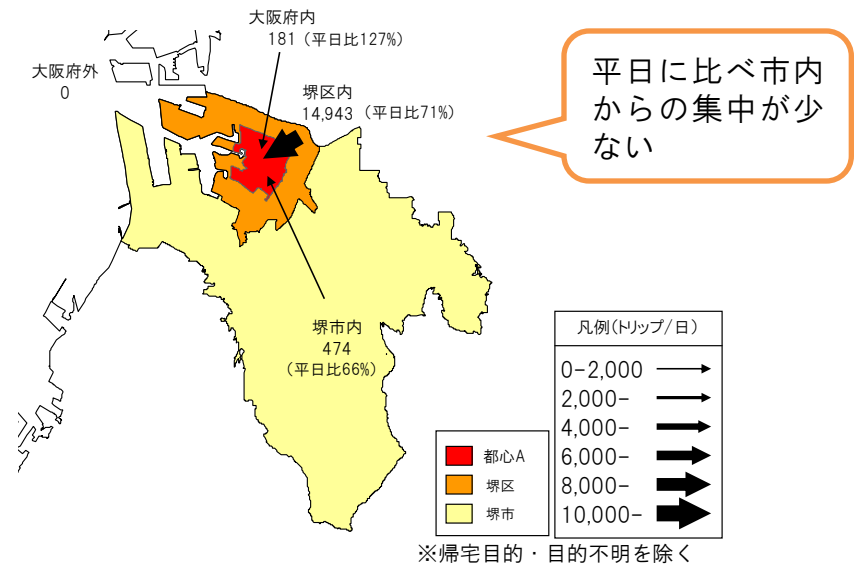 大阪府内
181（平日比127%）
大阪府外
0
堺区内
14,943（平日比71%）
平日に比べ市内
からの集中が少
ない
堺市内
474
（平日比66%）
凡例(トリップ/日)
0-2,000
2,000-
4,000-
6,000-
8,000-
10,000-
都心A
堺区
堺市
※帰宅目的・目的不明を除く